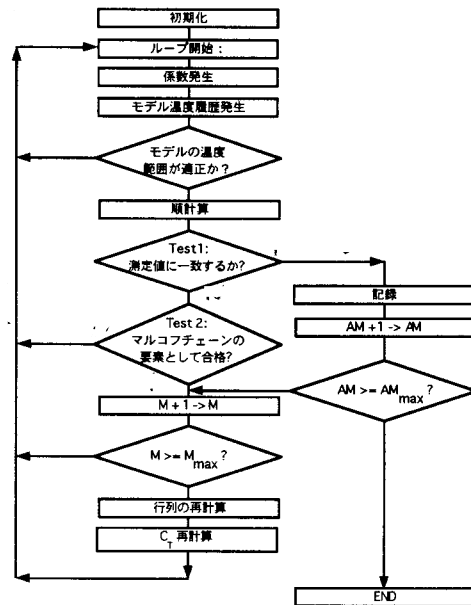 初期化
ループ開始：
係数発生
モデル温度履歴発生
モデルの温度
範囲が適正か？
順計算
Test1:
測定値に一致するか?
記録
AM +1 -> AM
Test 2:
マルコフチェーンの
要素として合格?
AM >= AMmax ?
M + 1 -> M
M >= Mmax ?
行列の再計算
CT 再計算
END